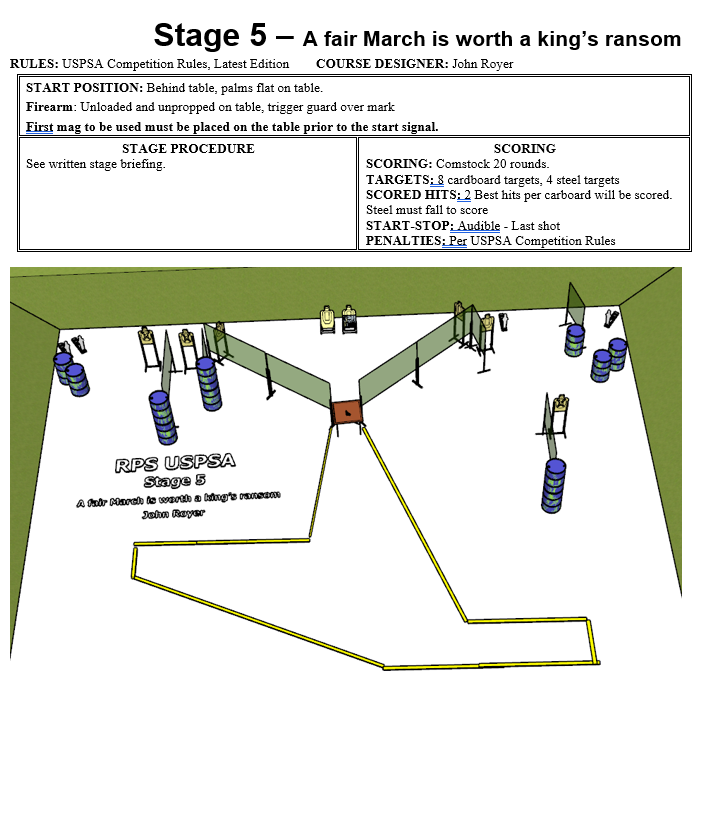 Stage 5 – A fair March is worth a king’s ransom
RULES: USPSA Competition Rules, Latest Edition COURSE DESIGNER: John Royer
START POSITION: Behind table, palms flat on table.
Firearm: Unloaded and unpropped on table, trigger guard over mark
First mag to be used must be placed on the table prior to the start signal.
STAGE PROCEDURE
See written stage briefing.
SCORING
SCORING: Comstock 20 rounds.
TARGETS: 8 cardboard targets, 4 steel targets
SCORED HITS: 2 Best hits per carboard will be scored.
Steel must fall to score
START-STOP: Audible - Last shot
PENALTIES: Per USPSA Competition Rules
RPS USPSA
Stage 5
A fair March is worth a king's ransom
John Royer